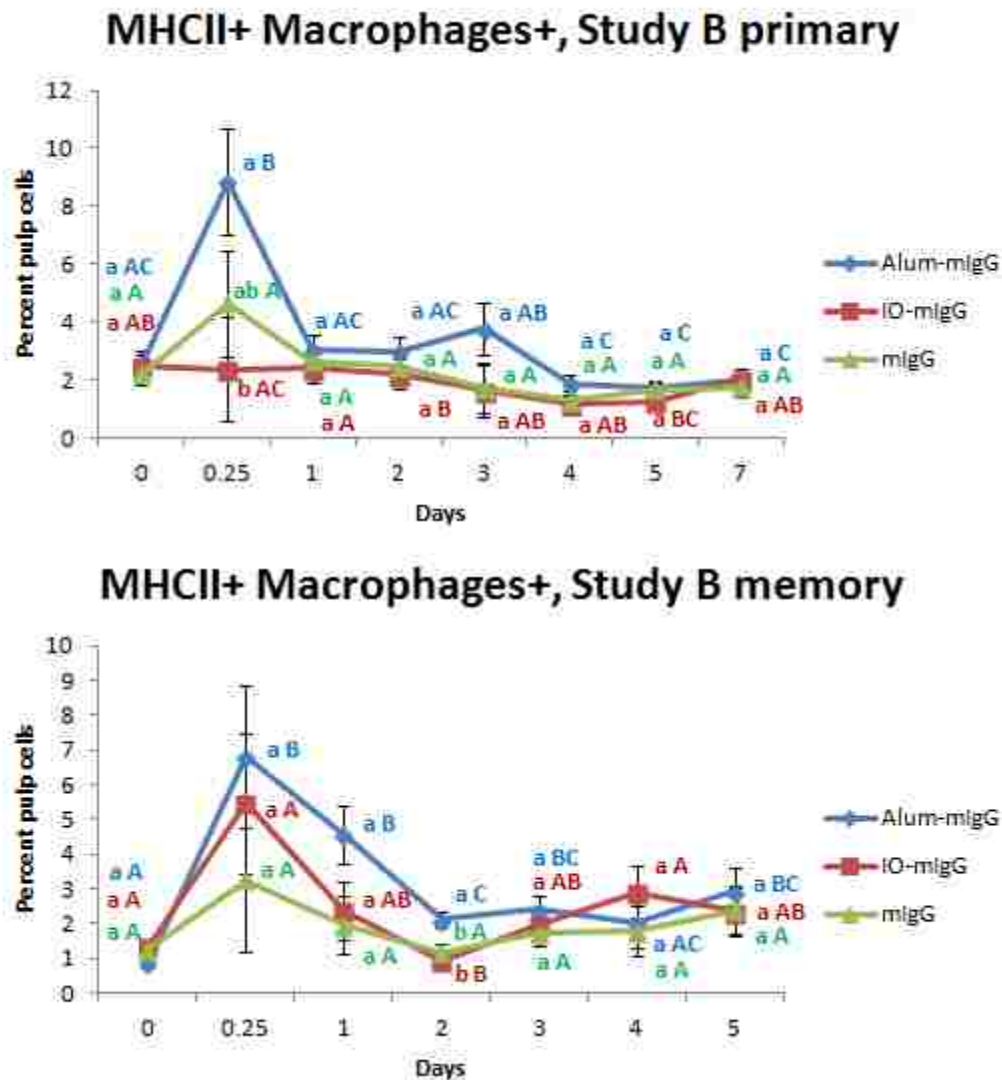 MHCII+ Macrophages+, Study B primary
12
10
8
6
4
2
0
Percent pulp cells
a AC
a A
a AB
a B
ab A
b AC
a AC
a A
a A
a AC
a A
a B
a AB
a A
a AB
a C
a A
a AB
a C
a A
a BC
a C
a A
a AB
0 0.25 1 2 3 4 5 7
Days
Alum-mIgG
IO-mIgG
mIgG
MHCII+ Macrophages+, Study B memory
10
9
8
7
6
5
4
3
2
1
0
Percent pulp cells
a A
a A
a A
a B
a A
a A
a B
a AB
a A
a C
b A
b B
a BC
a AB
a A
a A
a AC
a A
a BC
a AB
a A
0 0.25 1 2 3 4 5
Days
Alum-mIgG
IO-mIgG
mIgG